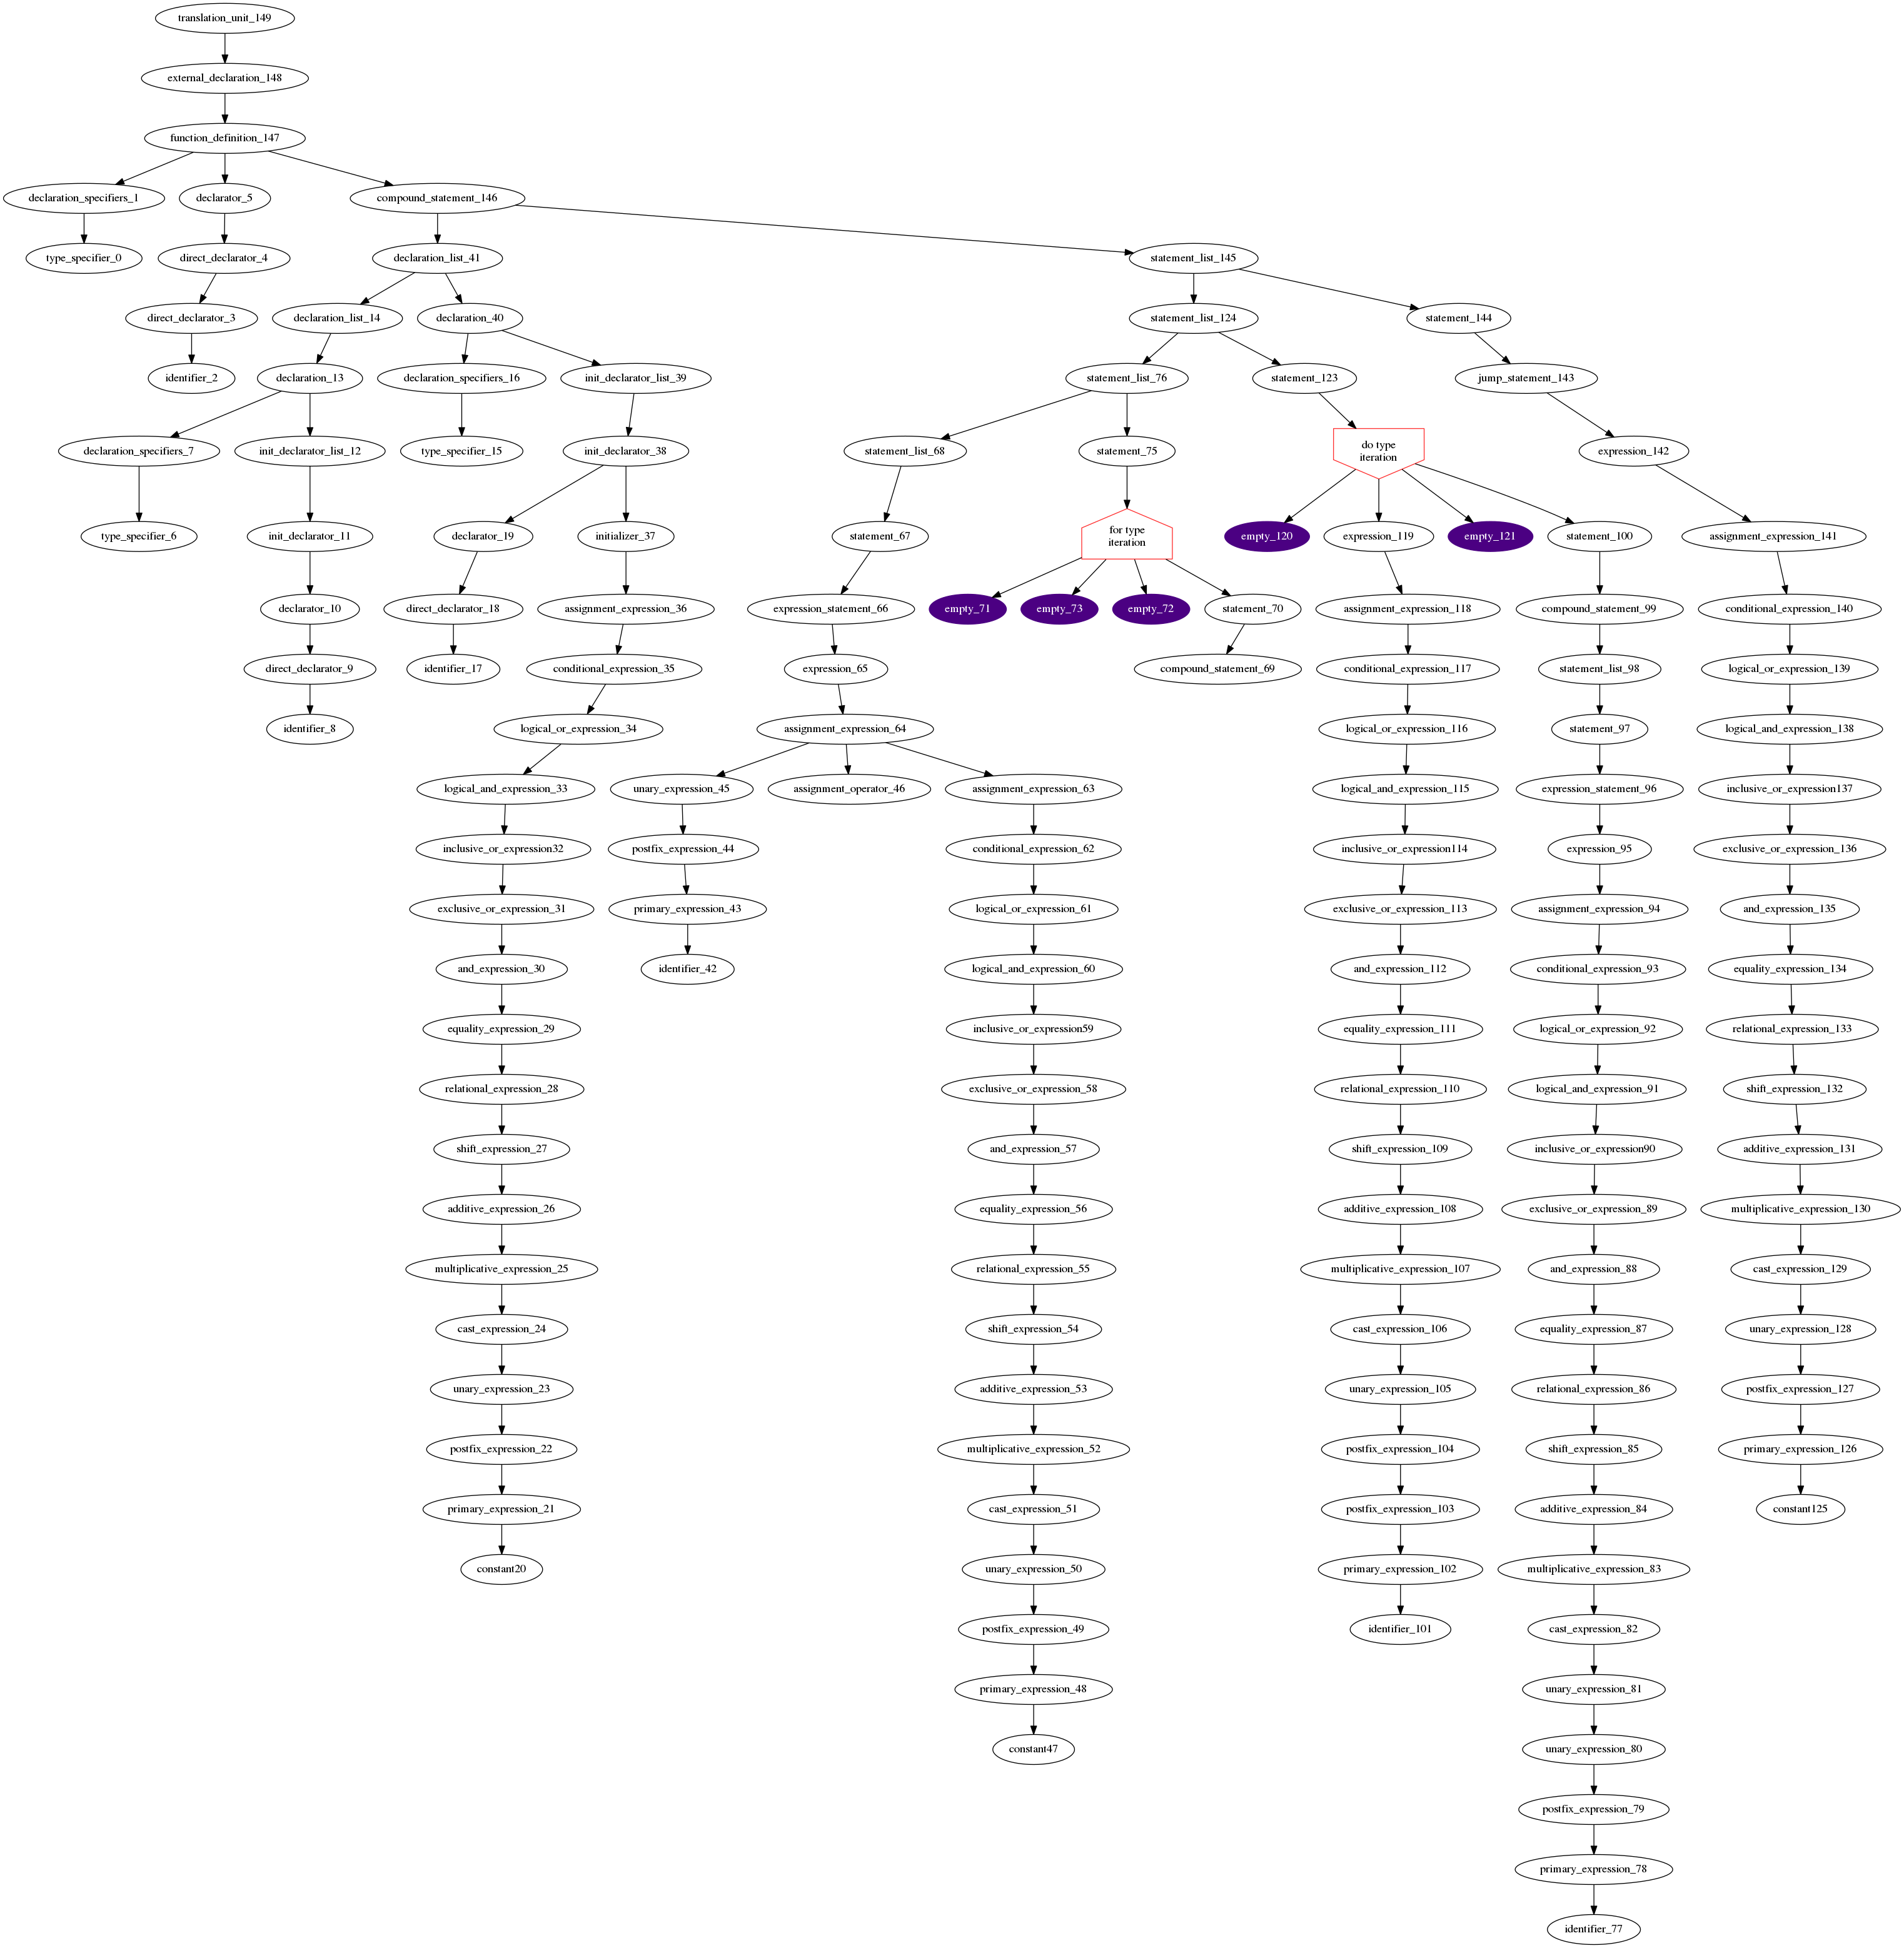 translation_unit_149
external_declaration_148
function_definition_147
declaration_specifiers_1
declarator_5
compound_statement_146
type_specifier_0
direct_declarator_4
declaration_list_41
statement_list_145
direct_declarator_3
declaration_list_14
declaration_40
statement_list_124
statement_144
identifier_2
declaration_13
declaration_specifiers_16
init_declarator_list_39
statement_list_76
statement_123
jump_statement_143
declaration_specifiers_7
init_declarator_list_12
type_specifier_15
init_declarator_38
statement_list_68
statement_75
do type
iteration
expression_142
type_specifier_6
init_declarator_11
declarator_19
initializer_37
statement_67
for type
iteration
empty_120
expression_119
empty_121
statement_100
assignment_expression_141
declarator_10
direct_declarator_18
assignment_expression_36
expression_statement_66
empty_71
empty_73
empty_72
statement_70
assignment_expression_118
compound_statement_99
conditional_expression_140
direct_declarator_9
identifier_17
conditional_expression_35
expression_65
compound_statement_69
conditional_expression_117
statement_list_98
logical_or_expression_139
identifier_8
logical_or_expression_34
assignment_expression_64
logical_or_expression_116
statement_97
logical_and_expression_138
logical_and_expression_33
unary_expression_45
assignment_operator_46
assignment_expression_63
logical_and_expression_115
expression_statement_96
inclusive_or_expression137
inclusive_or_expression32
postfix_expression_44
conditional_expression_62
inclusive_or_expression114
expression_95
exclusive_or_expression_136
exclusive_or_expression_31
primary_expression_43
logical_or_expression_61
exclusive_or_expression_113
assignment_expression_94
and_expression_135
and_expression_30
identifier_42
logical_and_expression_60
and_expression_112
conditional_expression_93
equality_expression_134
equality_expression_29
inclusive_or_expression59
equality_expression_111
logical_or_expression_92
relational_expression_133
relational_expression_28
exclusive_or_expression_58
relational_expression_110
logical_and_expression_91
shift_expression_132
shift_expression_27
and_expression_57
shift_expression_109
inclusive_or_expression90
additive_expression_131
additive_expression_26
equality_expression_56
additive_expression_108
exclusive_or_expression_89
multiplicative_expression_130
multiplicative_expression_25
relational_expression_55
multiplicative_expression_107
and_expression_88
cast_expression_129
cast_expression_24
shift_expression_54
cast_expression_106
equality_expression_87
unary_expression_128
unary_expression_23
additive_expression_53
unary_expression_105
relational_expression_86
postfix_expression_127
postfix_expression_22
multiplicative_expression_52
postfix_expression_104
shift_expression_85
primary_expression_126
primary_expression_21
cast_expression_51
postfix_expression_103
additive_expression_84
constant125
constant20
unary_expression_50
primary_expression_102
multiplicative_expression_83
postfix_expression_49
identifier_101
cast_expression_82
primary_expression_48
unary_expression_81
constant47
unary_expression_80
postfix_expression_79
primary_expression_78
identifier_77